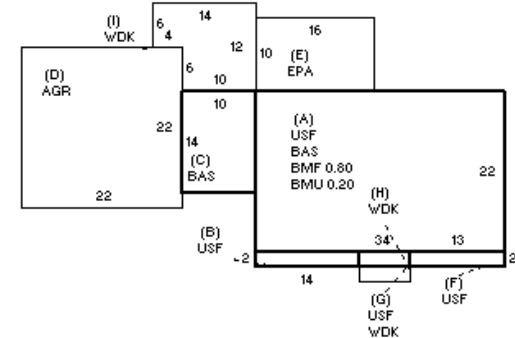 (I)
WDK
6
4
14
12
6
10
10
16
(E)
EPA
(D)
AGR
22
22
10
14
(C)
BAS
(A)
USF
BAS
BMF 0.80
BMU 0.20
22
(H)
WDK
(B)
USF
34
13
2
2
14
(G)
USF
WDK
(F)
USF